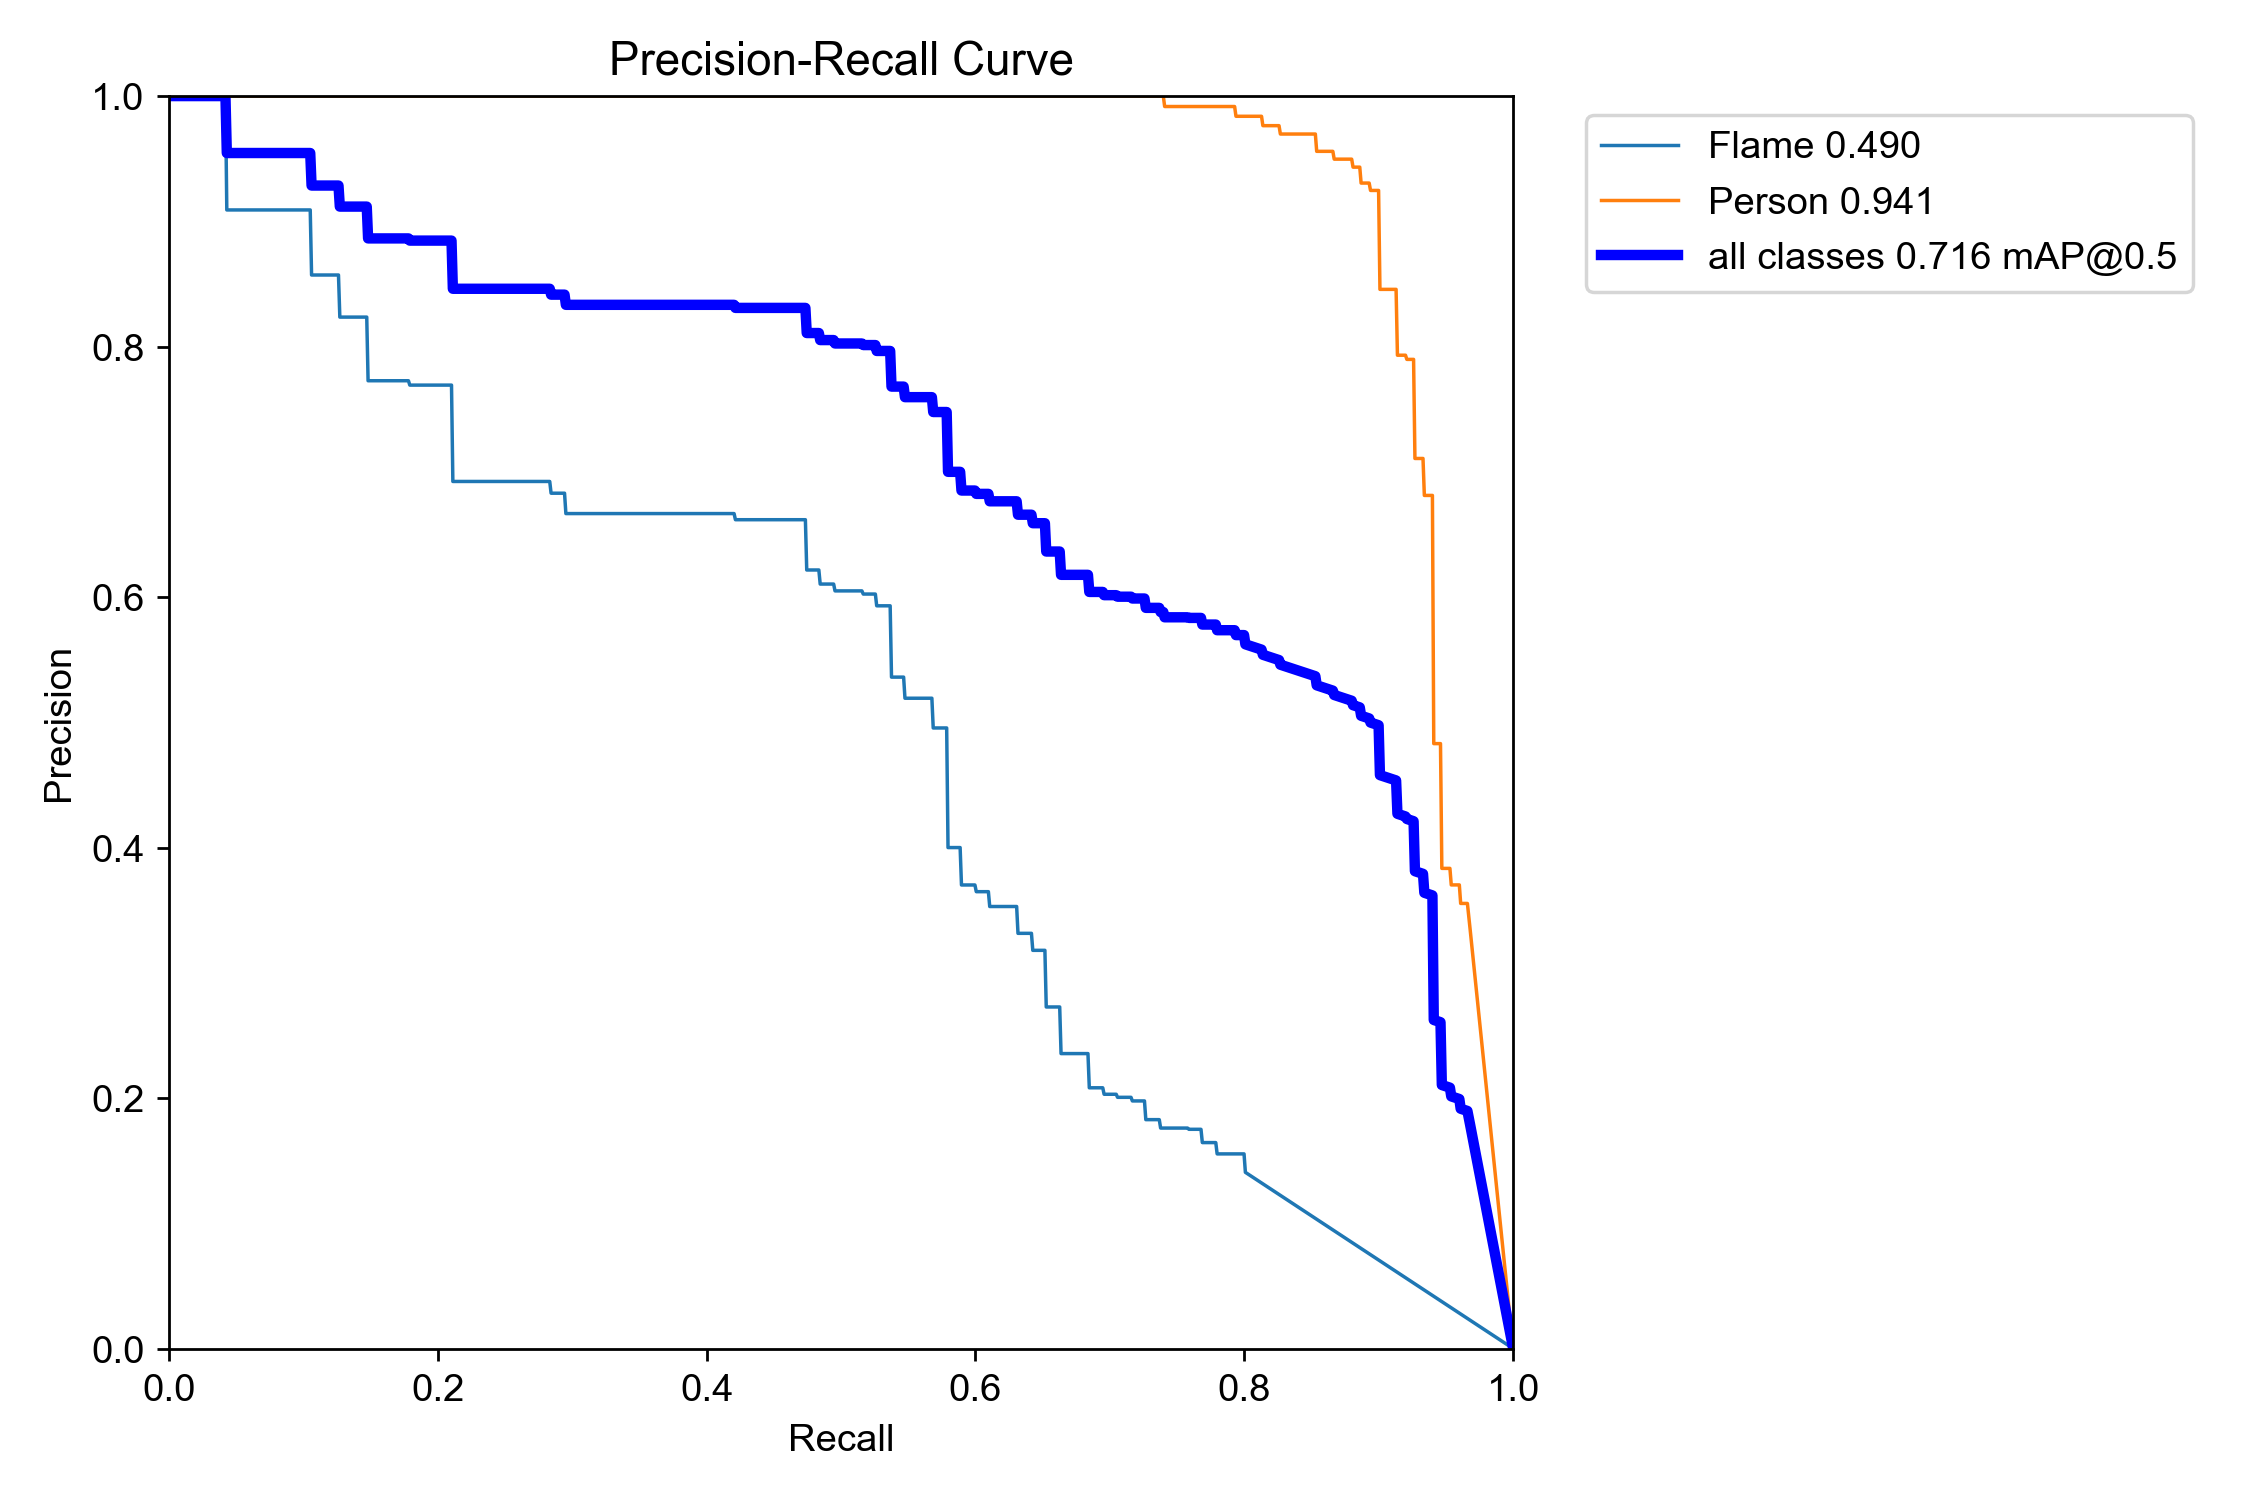 Precision-Recall Curve
1.0
0.8
0.6
0.4
0.2
0.0
Precision
0.0 0.2 0.4 0.6 0.8 1.0
Recall
Flame 0.490
Person 0.941
all classes 0.716 mAP@0.5